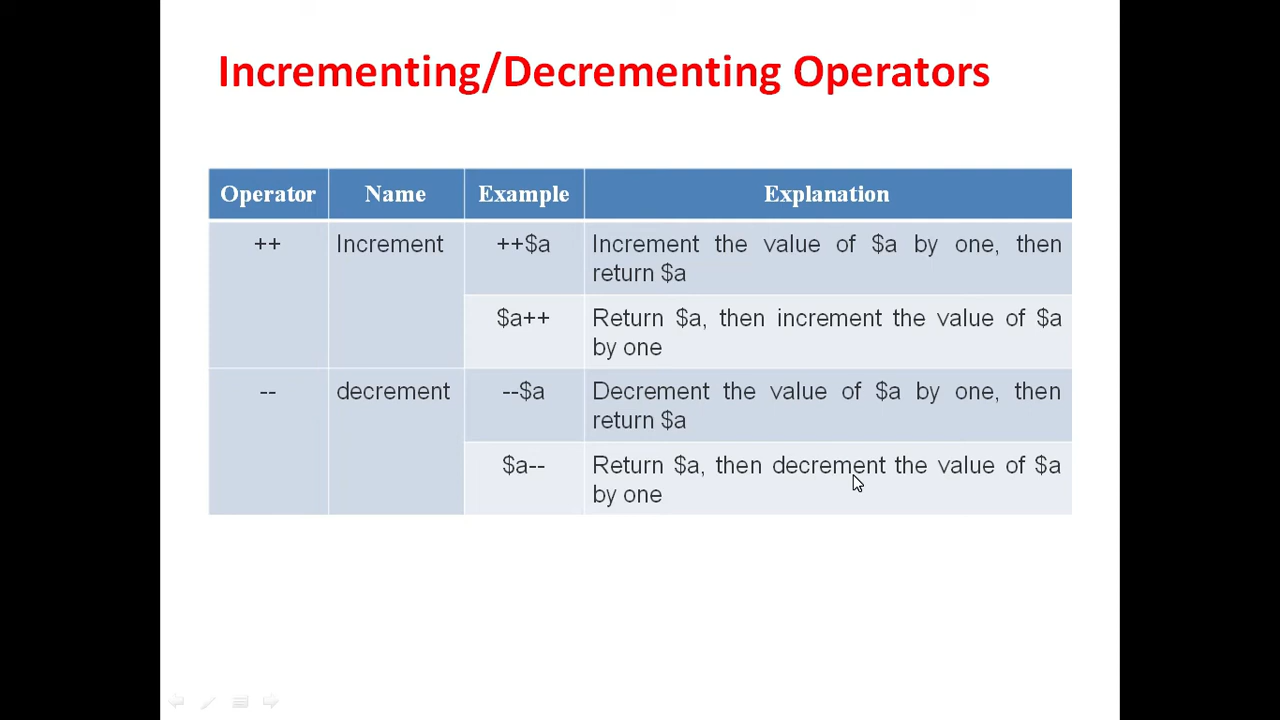 Incrementing/Decrementing Operators
Operator Name Example Explanation
++ Increment ++$a Increment the value of $a by one, then
return $a
$a++ Return $a, then increment the value of $a
by one
-- decrement --$a Decrement the value of $a by one, then
return $a
$a-- Return $a, then decrement the value of $a
by one